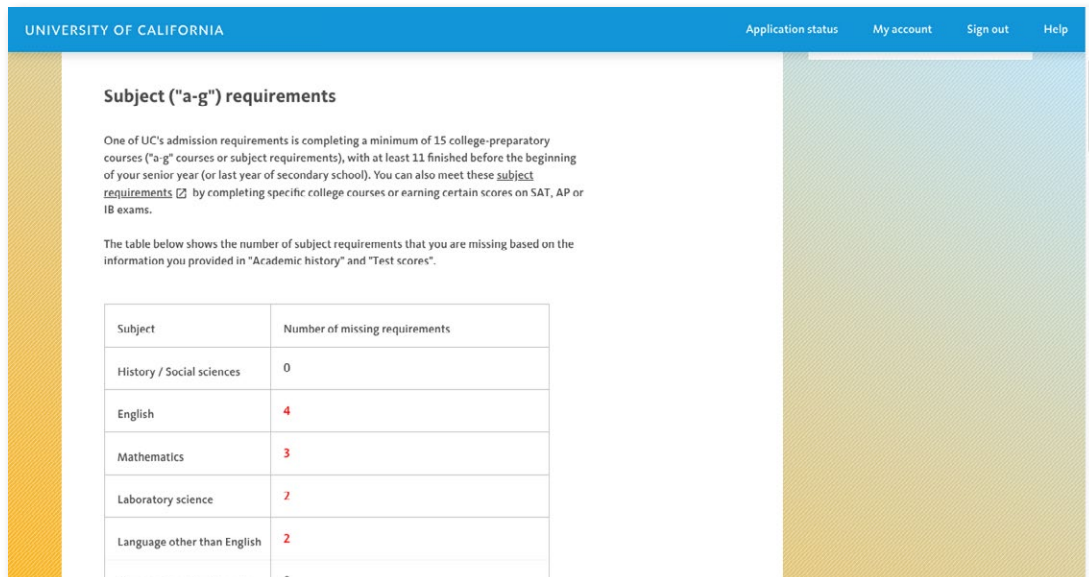 UNIVERSITY OF CALIFORNIA
Application status My account Sign out Help
Subject ("a-g") requirements
One of UC's admission requirements is completing a minimum of 15 college-preparatory
courses ("a-g" courses or subject requirements), with at least 11 finished before the beginning
of your senior year (or last year of secondary school). You can also meet these subject
requirements by completing specific college courses or earning certain scores on SAT, AP or
IB exams.
The table below shows the number of subject requirements that you are missing based on the
information you provided in "Academic history" and "Test scores".
Subject Number of missing requirements
History / Social sciences 0
English 4
Mathematics 3
Laboratory science 2
Language other than English 2